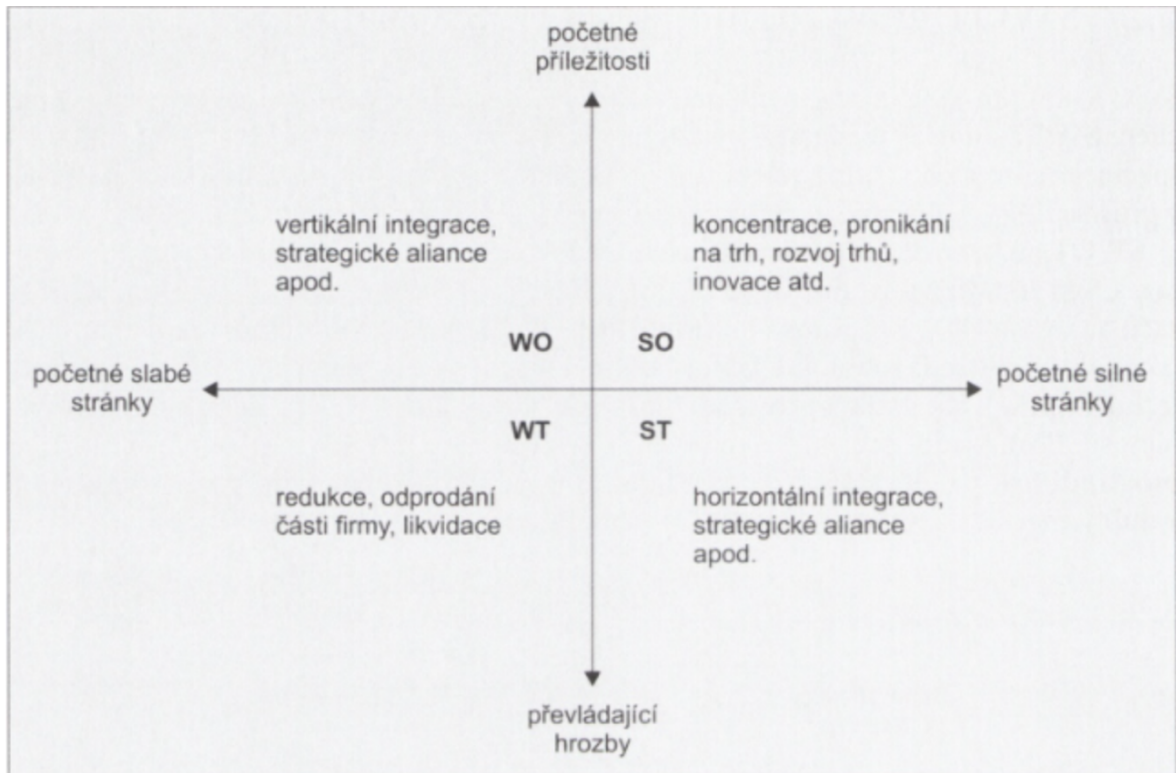 početné
příležitosti
vertikální integrace,
strategické aliance
apod.
koncentrace, pronikání
na trh, rozvoj trhů,
inovace atd.
WO
SO
početné slabé
stránky
početné silné
stránky
WT
ST
redukce, odprodání
části firmy, likvidace
horizontální integrace,
strategické aliance
apod.
převládající
hrozby